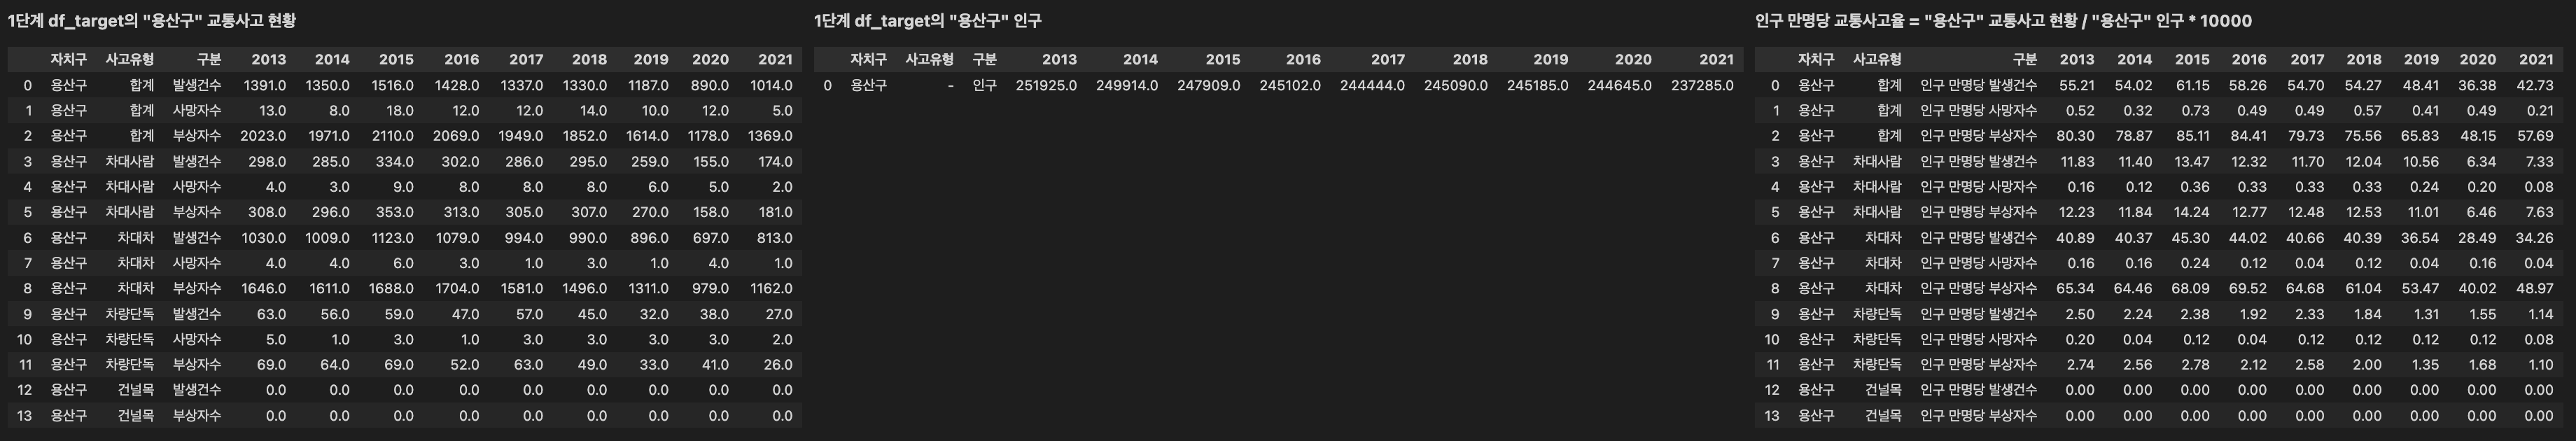 1단계 df_target의 "용산구" 교통사고 현황
자치구 사고유형 구분 2013 2014 2015 2016 2017 2018 2019 2020 2021
0 용산구 합계 발생건수 1391.0 1350.0 1516.0 1428.0 1337.0 1330.0 1187.0 890.0 1014.0
1 용산구 합계 사망자수 13.0 8.0 18.0 12.0 12.0 14.0 10.0 12.0 5.0
2 용산구 합계 부상자수 2023.0 1971.0 2110.0 2069.0 1949.0 1852.0 1614.0 1178.0 1369.0
3 용산구 차대사람 발생건수 298.0 285.0 334.0 302.0 286.0 295.0 259.0 155.0 174.0
4 용산구 차대사람 사망자수 4.0 3.0 9.0 8.0 8.0 8.0 6.0 5.0 2.0
5 용산구 차대사람 부상자수 308.0 296.0 353.0 313.0 305.0 307.0 270.0 158.0 181.0
6 용산구 차대차 발생건수 1030.0 1009.0 1123.0 1079.0 994.0 990.0 896.0 697.0 813.0
7 용산구 차대차 사망자수 4.0 4.0 6.0 3.0 1.0 3.0 1.0 4.0 1.0
8 용산구 차대차 부상자수 1646.0 1611.0 1688.0 1704.0 1581.0 1496.0 1311.0 979.0 1162.0
9 용산구 차량단독 발생건수 63.0 56.0 59.0 47.0 57.0 45.0 32.0 38.0 27.0
10 용산구 차량단독 사망자수 5.0 1.0 3.0 1.0 3.0 3.0 3.0 3.0 2.0
11 용산구 차량단독 부상자수 69.0 64.0 69.0 52.0 63.0 49.0 33.0 41.0 26.0
12 용산구 건널목 발생건수 0.0 0.0 0.0 0.0 0.0 0.0 0.0 0.0 0.0
13 용산구 건널목 부상자수 0.0 0.0 0.0 0.0 0.0 0.0 0.0 0.0 0.0
1단계 df_target의 "용산구" 인구
자치구 사고유형 구분 2013 2014 2015 2016 2017 2018 2019 2020 2021
0 용산구 - 인구 251925.0 249914.0 247909.0 245102.0 244444.0 245090.0 245185.0 244645.0 237285.0
인구 만명당 교통사고율 = "용산구" 교통사고 현황 / "용산구" 인구 * 10000
자치구 사고유형 구분 2013 2014 2015 2016 2017 2018 2019 2020 2021
0 용산구 합계 인구 만명당 발생건수 55.21 54.02 61.15 58.26 54.70 54.27 48.41 36.38 42.73
1 용산구 합계 인구 만명당 사망자수 0.52 0.32 0.73 0.49 0.49 0.57 0.41 0.49 0.21
2 용산구 합계 인구 만명당 부상자수 80.30 78.87 85.11 84.41 79.73 75.56 65.83 48.15 57.69
3 용산구 차대사람 인구 만명당 발생건수 11.83 11.40 13.47 12.32 11.70 12.04 10.56 6.34 7.33
4 용산구 차대사람 인구 만명당 사망자수 0.16 0.12 0.36 0.33 0.33 0.33 0.24 0.20 0.08
5 용산구 차대사람 인구 만명당 부상자수 12.23 11.84 14.24 12.77 12.48 12.53 11.01 6.46 7.63
6 용산구 차대차 인구 만명당 발생건수 40.89 40.37 45.30 44.02 40.66 40.39 36.54 28.49 34.26
7 용산구 차대차 인구 만명당 사망자수 0.16 0.16 0.24 0.12 0.04 0.12 0.04 0.16 0.04
8 용산구 차대차 인구 만명당 부상자수 65.34 64.46 68.09 69.52 64.68 61.04 53.47 40.02 48.97
9 용산구 차량단독 인구 만명당 발생건수 2.50 2.24 2.38 1.92 2.33 1.84 1.31 1.55 1.14
10 용산구 차량단독 인구 만명당 사망자수 0.20 0.04 0.12 0.04 0.12 0.12 0.12 0.12 0.08
11 용산구 차량단독 인구 만명당 부상자수 2.74 2.56 2.78 2.12 2.58 2.00 1.35 1.68 1.10
12 용산구 건널목 인구 만명당 발생건수 0.00 0.00 0.00 0.00 0.00 0.00 0.00 0.00 0.00
13 용산구 건널목 인구 만명당 부상자수 0.00 0.00 0.00 0.00 0.00 0.00 0.00 0.00 0.00